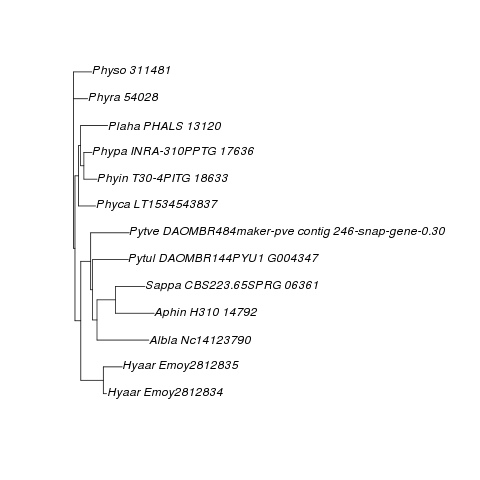 Physo 311481
Phyra 54028
Plaha PHALS 13120
Phypa INRA-310PPTG 17636
Phyin T30-4PITG 18633
Phyca LT1534543837
Pytve DAOMBR484maker-pve contig 246-snap-gene-0.30
Pytul DAOMBR144PYU1 G004347
Sappa CBS223.65SPRG 06361
Aphin H310 14792
Albla Nc14123790
Hyaar Emoy2812835
Hyaar Emoy2812834